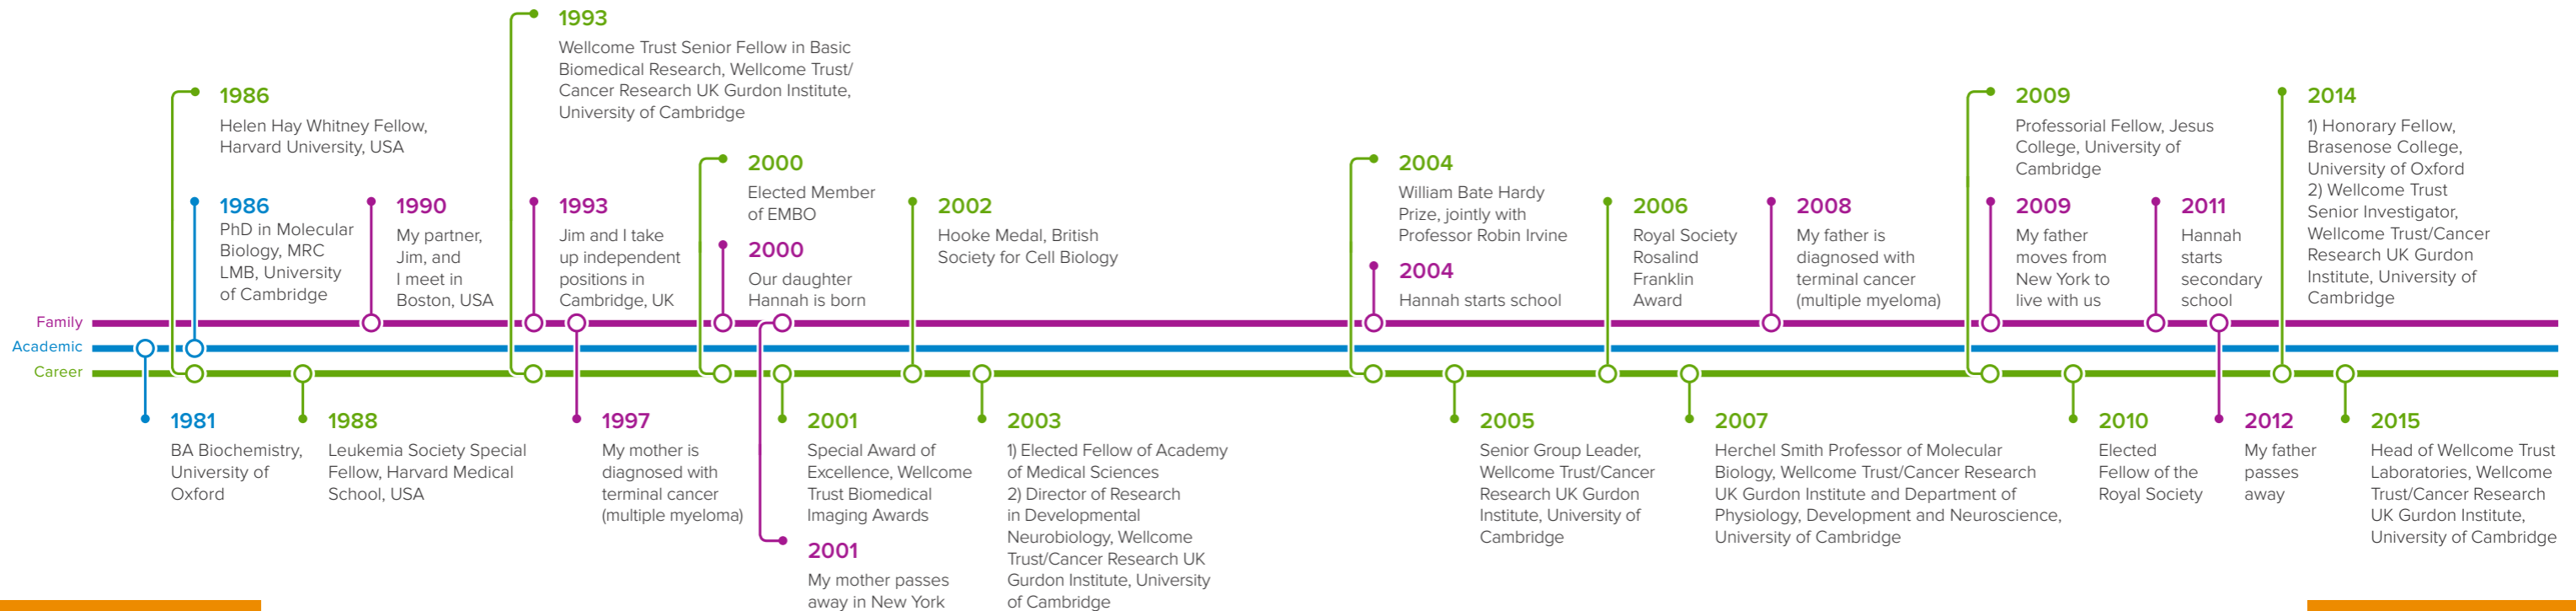 1993
Wellcome Trust Senior Fellow in Basic
Biomedical Research, Wellcome Trust/
Cancer Research UK Gurdon Institute,
University of Cambridge
1986
Helen Hay Whitney Fellow,
Harvard University, USA
1986
PhD in Molecular
Biology, MRC
LMB, University
of Cambridge
1990
My partner,
Jim, and
I meet in
Boston, USA
1993
Jim and I take
up independent
positions in
Cambridge, UK
2000
Elected Member
of EMBO
2000
Our daughter
Hannah is born
2002
Hooke Medal, British
Society for Cell Biology
2004
William Bate Hardy
Prize, jointly with
Professor Robin Irvine
2004
Hannah starts school
2006
Royal Society
Rosalind
Franklin
Award
2008
My father is
diagnosed with
terminal cancer
(multiple myeloma)
2009
Professorial Fellow, Jesus
College, University of
Cambridge
2009
My father
moves from
New York to
live with us
2011
Hannah
starts
secondary
school
2014
1) Honorary Fellow,
Brasenose College,
University of Oxford
2) Wellcome Trust
Senior Investigator,
Wellcome Trust/Cancer
Research UK Gurdon
Institute, University of
Cambridge
Family
Academic
Career
1981
BA Biochemistry,
University of
Oxford
1988
Leukemia Society Special
Fellow, Harvard Medical
School, USA
1997
My mother is
diagnosed with
terminal cancer
(multiple myeloma)
2001
Special Award of
Excellence, Wellcome
Trust Biomedical
Imaging Awards
2001
My mother passes
away in New York
2003
1) Elected Fellow of Academy
of Medical Sciences
2) Director of Research
in Developmental
Neurobiology, Wellcome
Trust/Cancer Research UK
Gurdon Institute, University
of Cambridge
2005
Senior Group Leader,
Wellcome Trust/Cancer
Research UK Gurdon
Institute, University of
Cambridge
2007
Herchel Smith Professor of Molecular
Biology, Wellcome Trust/Cancer Research
UK Gurdon Institute and Department of
Physiology, Development and Neuroscience,
University of Cambridge
2010
Elected
Fellow of the
Royal Society
2012
My father
passes
away
2015
Head of Wellcome Trust
Laboratories, Wellcome
Trust/Cancer Research
UK Gurdon Institute,
University of Cambridge